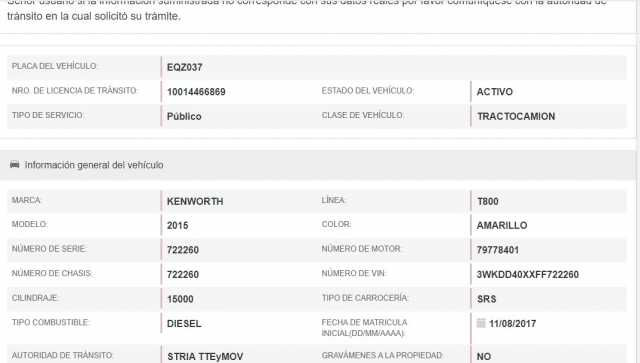 Señor usuario si la información suministrada no corresponde con sus datos reales por favor comuníquese con la autoridad de
tránsito en la cual solicitó su trámite.
PLACA DEL VEHÍCULO: EQZ037
NRO. DE LICENCIA DE TRÁNSITO: 10014466869 ESTADO DEL VEHÍCULO: ACTIVO
TIPO DE SERVICIO: Público CLASE DE VEHÍCULO: TRACTOCAMION
Información general del vehículo
MARCA: KENWORTH LÍNEA: T800
MODELO: 2015 COLOR: AMARILLO
NÚMERO DE SERIE: 722260 NÚMERO DE MOTOR: 79778401
NÚMERO DE CHASIS: 722260 NÚMERO DE VIN: 3WKDD40XXFF722260
CILINDRAJE: 15000 TIPO DE CARROCERÍA: SRS
TIPO COMBUSTIBLE: DIESEL FECHA DE MATRICULA 11/08/2017
INICIAL(DD/MM/AAAA):
AUTORIDAD DE TRÁNSITO: STRIA TTEyMOV GRAVÁMENES A LA PROPIEDAD: NO